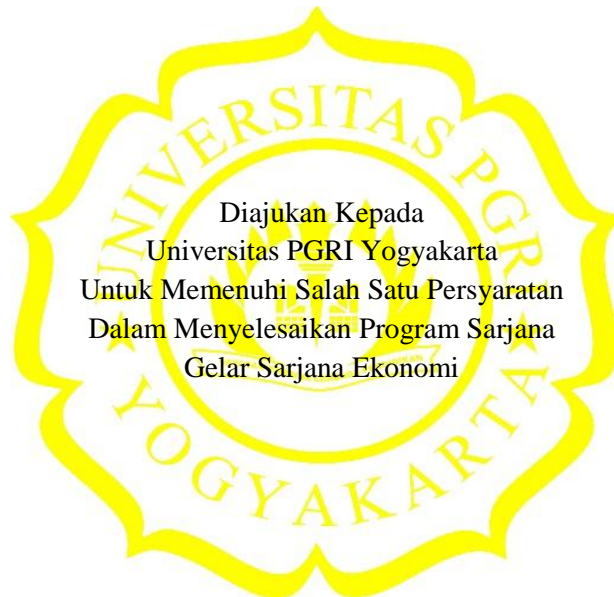 UNIVERSITAS PGRI
Diajukan Kepada
Universitas PGRI Yogyakarta
Untuk Memenuhi Salah Satu Persyaratan
Dalam Menyelesaikan Program Sarjana
Gelar Sarjana Ekonomi
YOGYAKARTA